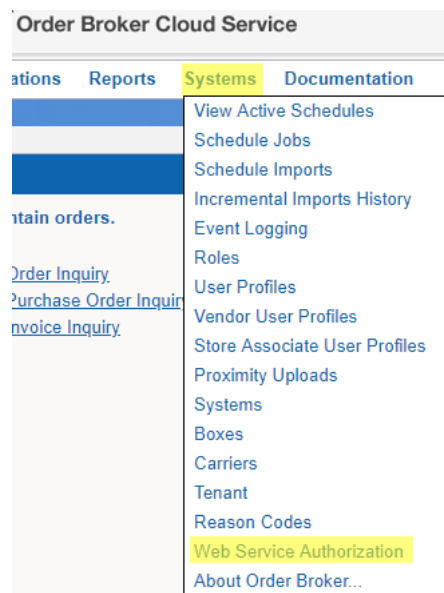 Order Broker Cloud Service
ations Reports Systems Documentation
View Active Schedules
Schedule Jobs
Schedule Imports
Incremental Imports History
Event Logging
Roles
User Profiles
Vendor User Profiles
Store Associate User Profiles
Proximity Uploads
Systems
Boxes
Carriers
Tenant
Reason Codes
Web Service Authorization
About Order Broker...
ntain orders.
Order Inquiry
Purchase Order Inquir
nvoice Inquiry